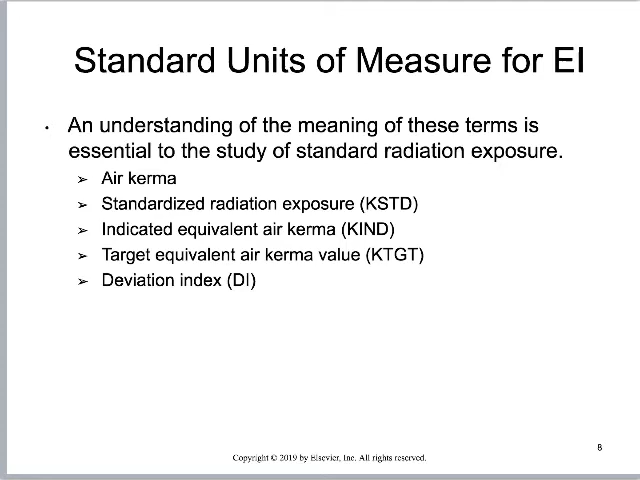 Standard Units of Measure for EI
• An understanding of the meaning of these terms is
essential to the study of standard radiation exposure.
➢ Air kerma
➢ Standardized radiation exposure (KSTD)
➢ Indicated equivalent air kerma (KIND)
➢ Target equivalent air kerma value (KTGT)
➢ Deviation index (DI)
8
Copyright © 2019 by Elsevier, Inc. All rights reserved.